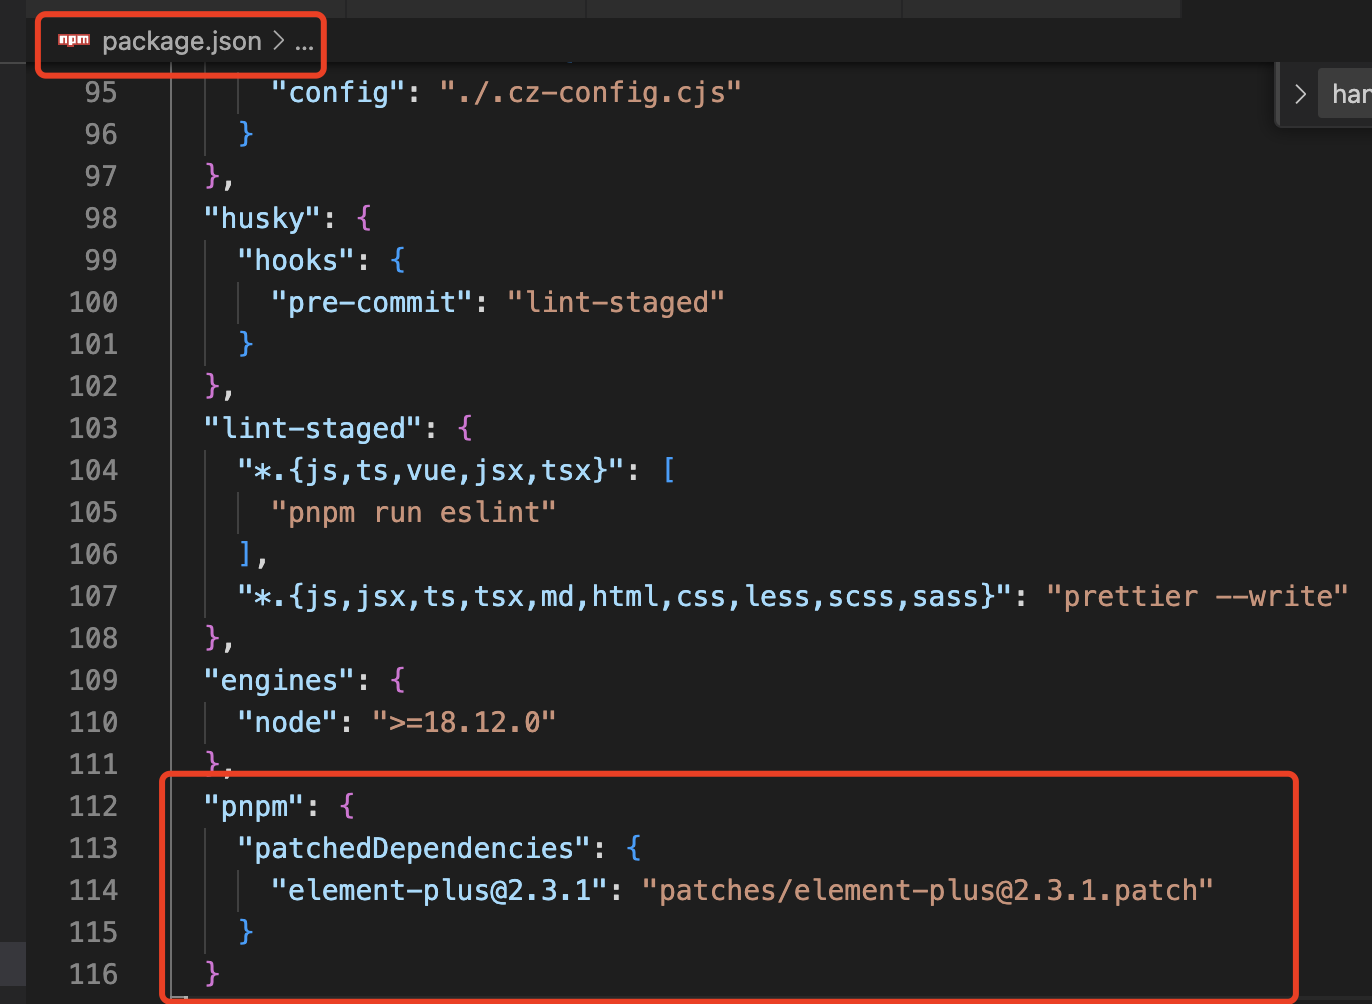 npm package.json > ...
95 "config": "./.cz-config.cjs"
> han
96 }
97 },
98 "husky": {
99 "hooks": {
100 "pre-commit": "lint-staged"
101 }
102 },
103 "lint-staged": {
104 "*.{js,ts,vue,jsx,tsx}": [
105 "pnpm run eslint"
106 ],
107 "*.{js,jsx,ts,tsx,md,html,css,less,scss,sass}": "prettier --write"
108 },
109 "engines": {
110 "node": ">=18.12.0"
111 },
112 "pnpm": {
113 "patchedDependencies": {
114 "element-plus@2.3.1": "patches/element-plus@2.3.1.patch"
115 }
116 }